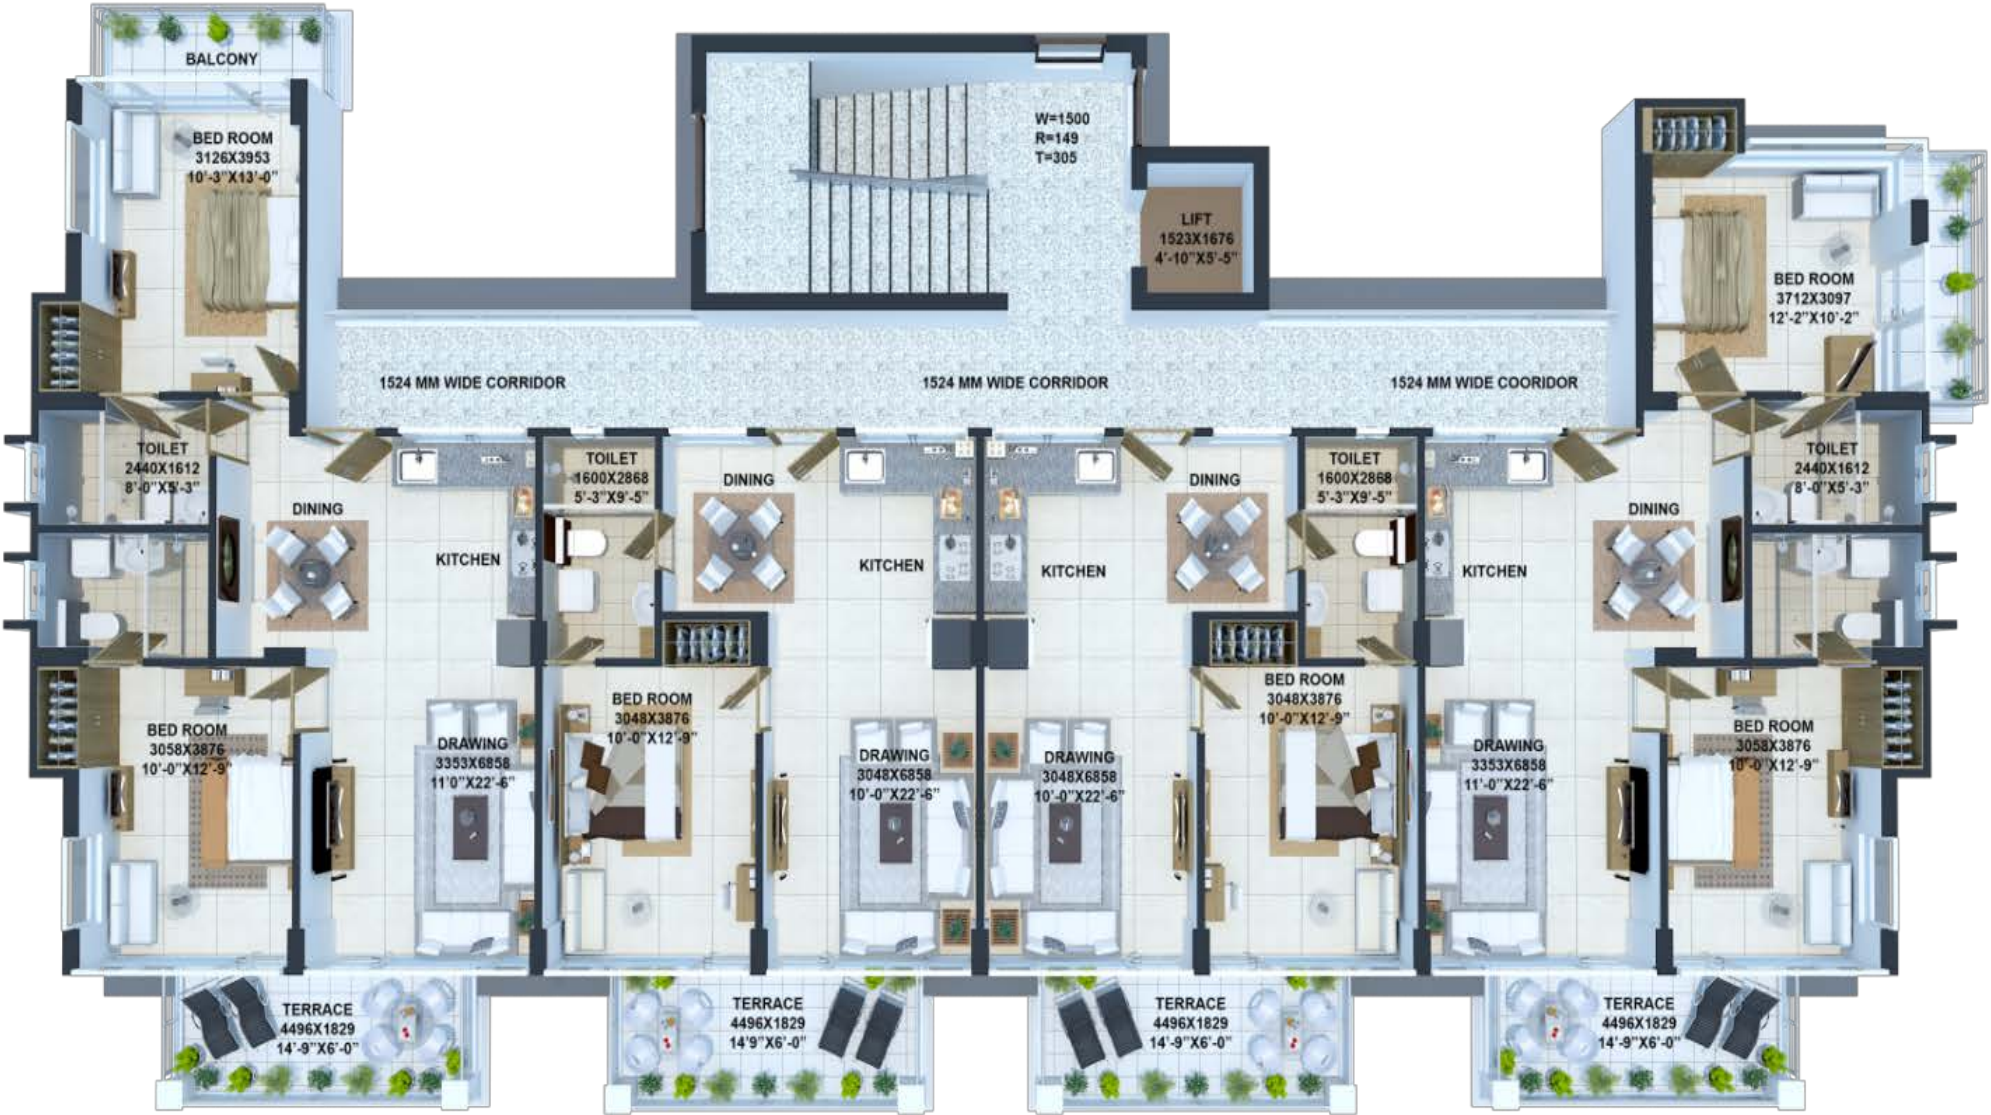 BALCONY
BED ROOM
3126X3953
10'-3"X13'-0"
W=1500
R=149
T=305
LIFT
1523X1676
4'-10"X5'-5"
BED ROOM
3712X3097
12'-2"X10'-2"
1524 MM WIDE CORRIDOR
1524 MM WIDE CORRIDOR
1524 MM WIDE COORIDOR
TOILET
2440X1612
8'-0"X5'-3"
DINING
KITCHEN
TOILET
1600X2868
5'-3"X9'-5"
DINING
KITCHEN
KITCHEN
DINING
TOILET
1600X2868
5'-3"X9'-5"
KITCHEN
DINING
TOILET
2440X1612
8'-0"X5'-3"
BED ROOM
3058X3876
10'-0"X12'-9"
DRAWING
3353X6858
11'0"X22'-6"
BED ROOM
3048X3876
10'-0"X12'-9"
DRAWING
3048X6858
10'-0"X22'-6"
DRAWING
3048X6858
10'-0"X22'-6"
BED ROOM
3048X3876
10'-0"X12'-9"
DRAWING
3353X6858
11'-0"X22'-6"
BED ROOM
3058X3876
10'-0"X12'-9"
TERRACE
4496X1829
14'-9"X6'-0"
TERRACE
4496X1829
14'9"X6'-0"
TERRACE
4496X1829
14'-9"X6'-0"
TERRACE
4496X1829
14'-9"X6'-0"